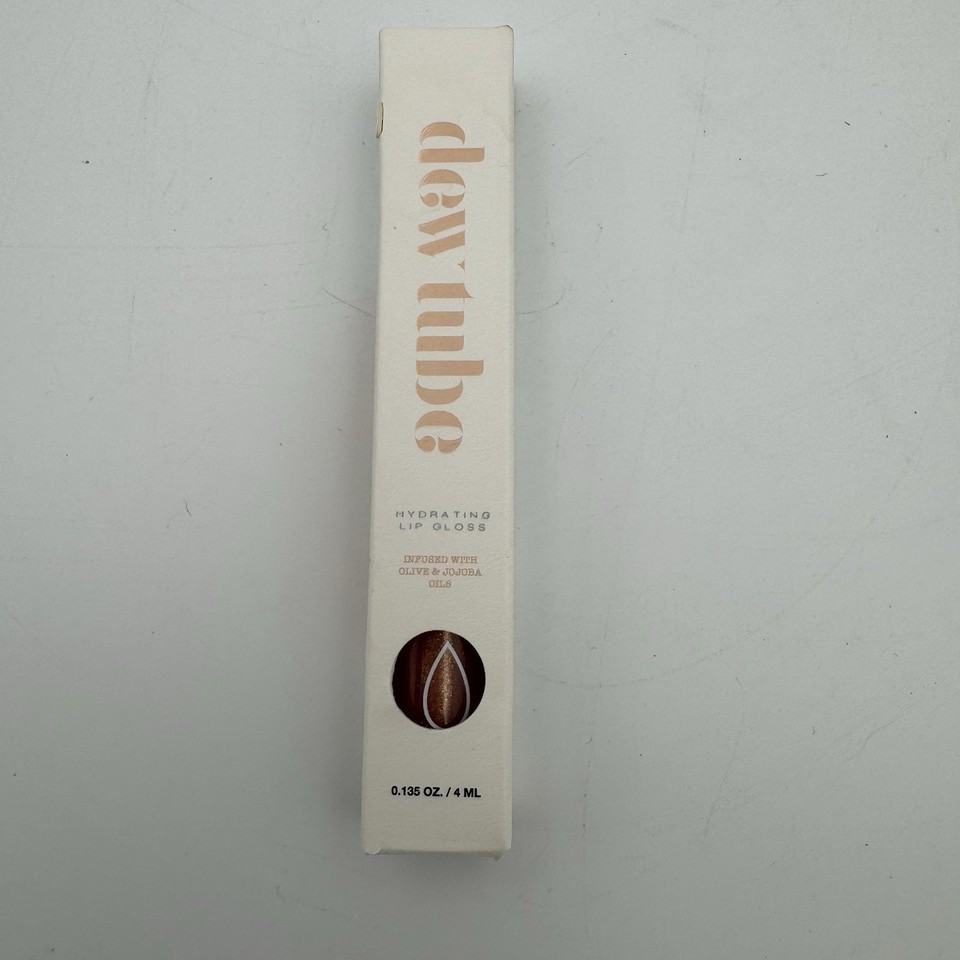 dew tube
HYDRATING
LIP GLOSS
INFUSED WITH
OLIVE & JOJOBA
OILS
0.135 OZ. / 4 ML